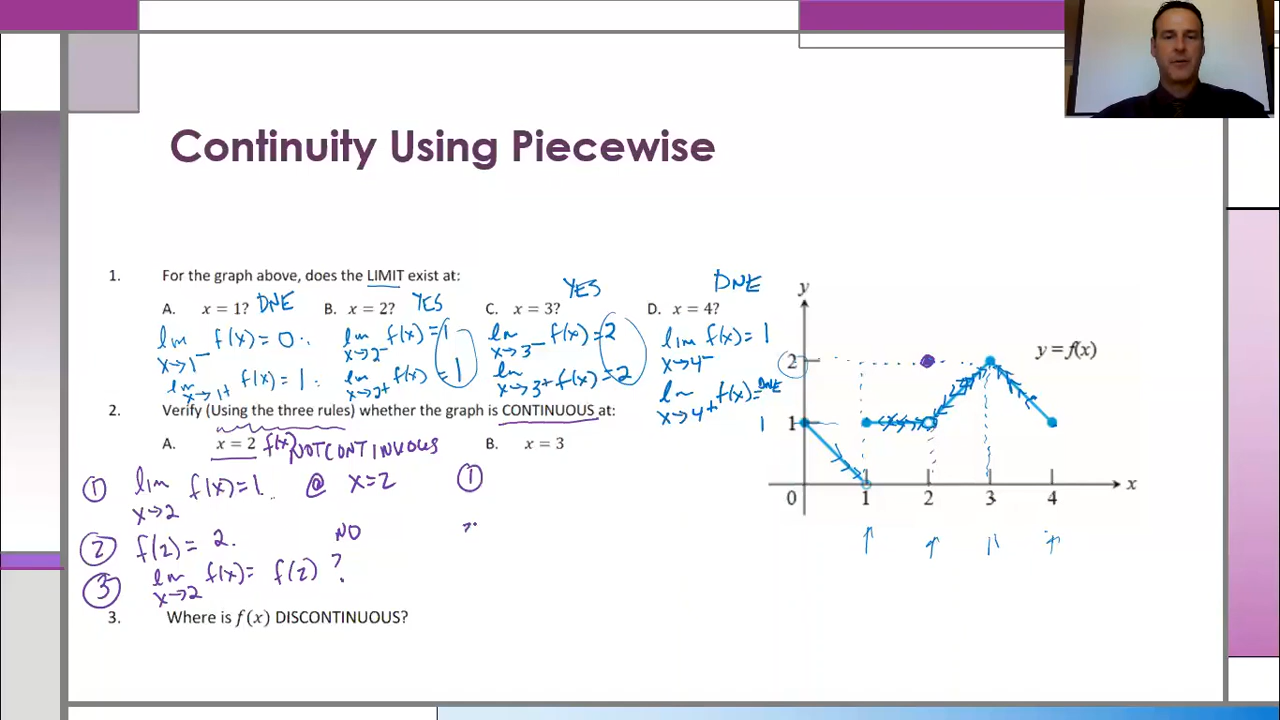 Continuity Using Piecewise
1. For the graph above, does the LIMIT exist at:
A. x = 1? DNE B. x = 2? YES C. x = 3? YES D. x = 4? DNE
lim x→1⁻ f(x) = 0 lim x→2⁻ f(x) = 1 lim x→3⁻ f(x) = 2 lim x→4⁻ f(x) = 1
lim x→1⁺ f(x) = 1 lim x→2⁺ f(x) = 1 lim x→3⁺ f(x) = 2 lim x→4⁺ f(x) = DNE
2. Verify (Using the three rules) whether the graph is CONTINUOUS at:
A. x = 2 f(x) NOT CONTINUOUS B. x = 3
① lim x→2 f(x) = 1 @ x=2 ①
② f(2) = 2. NO
③ lim x→2 f(x) = f(2) ?
3. Where is f(x) DISCONTINUOUS?
y
y = f(x)
2
1 1
0 1 2 3 4 x